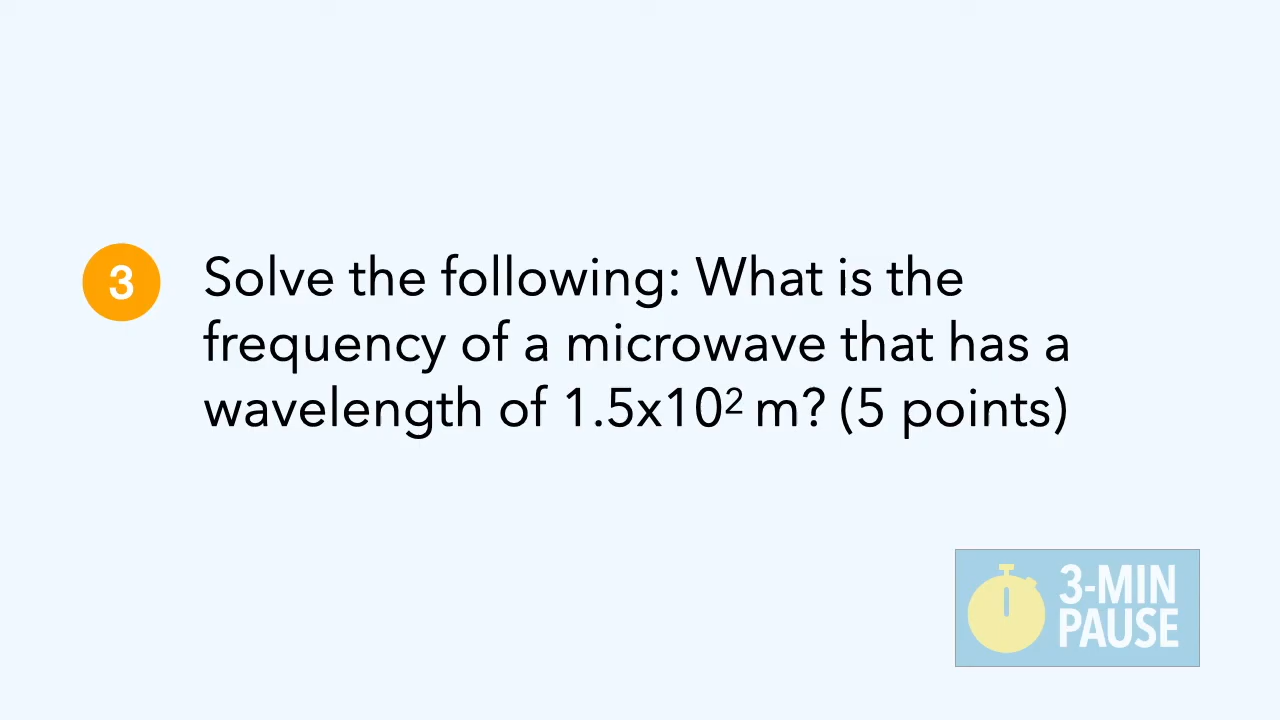 3
Solve the following: What is the
frequency of a microwave that has a
wavelength of 1.5x10² m? (5 points)
3-MIN
PAUSE